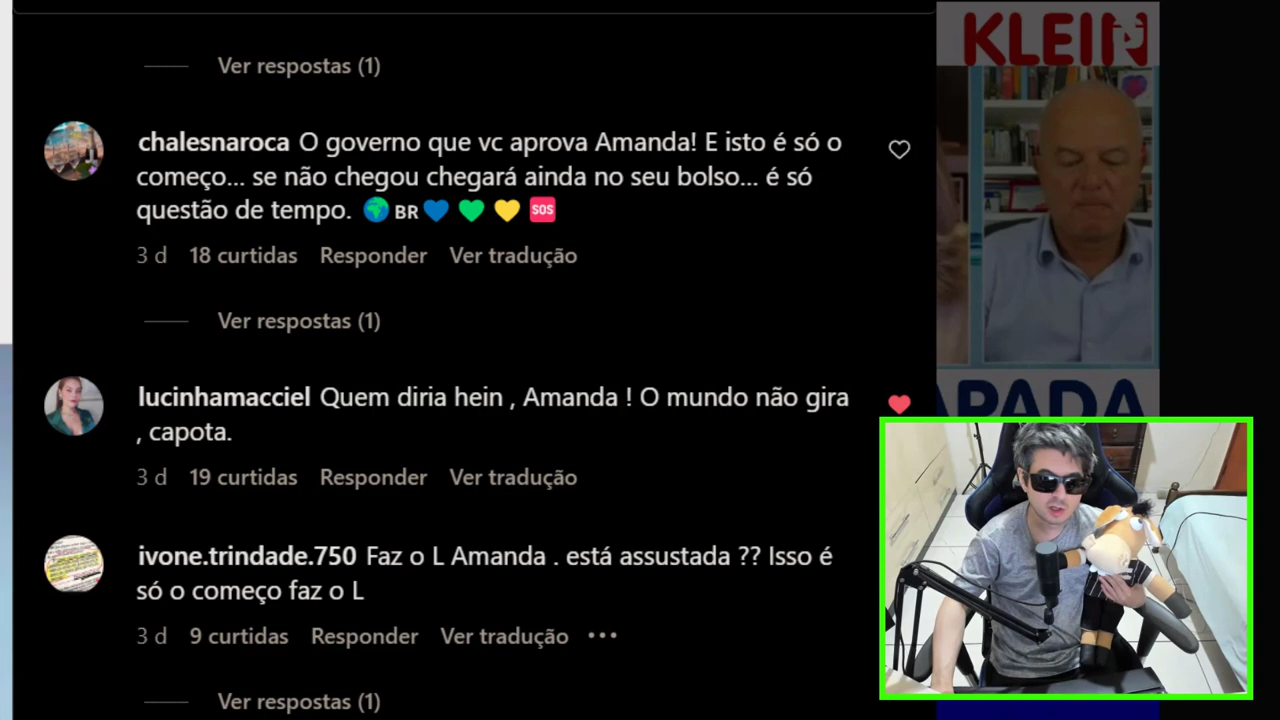 KLEIN
Ver respostas (1)
chalesnaroca O governo que vc aprova Amanda! E isto é só o
começo... se não chegou chegará ainda no seu bolso... é só
questão de tempo. 🌍 BR💙 💚 💛 🆘
3 d 18 curtidas Responder Ver tradução
Ver respostas (1)
lucinhamacciel Quem diria hein , Amanda ! O mundo não gira
, capota.
APADA
3 d 19 curtidas Responder Ver tradução
ivone.trindade.750 Faz o L Amanda . está assustada ?? Isso é
só o começo faz o L
3 d 9 curtidas Responder Ver tradução •••
Ver respostas (1)